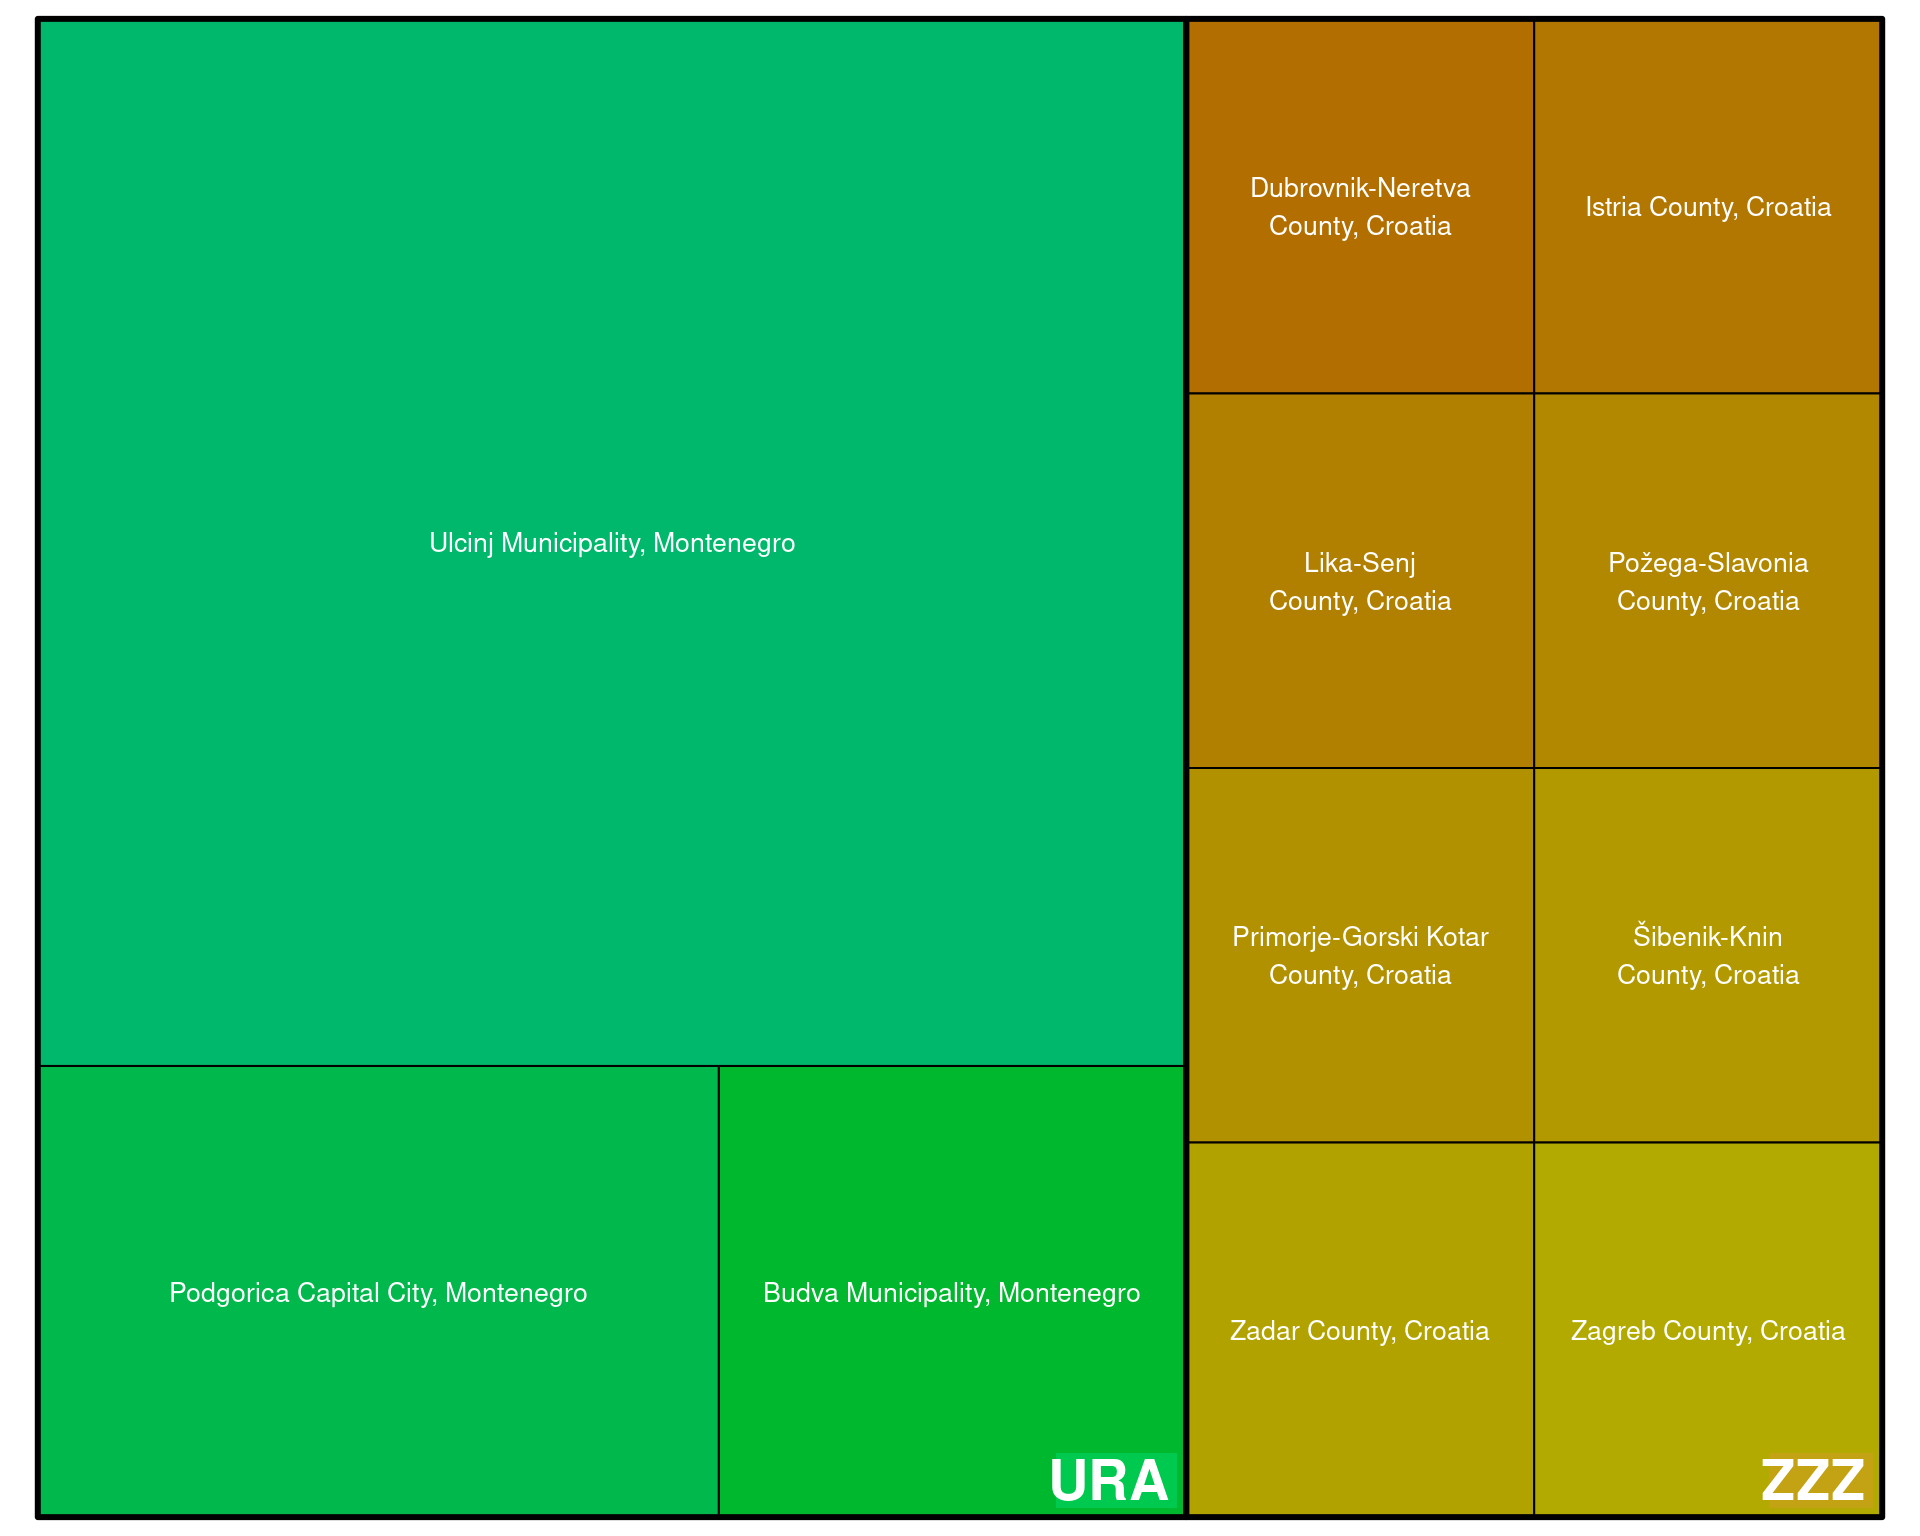 Ulcinj Municipality, Montenegro
Podgorica Capital City, Montenegro
Budva Municipality, Montenegro
URA
Dubrovnik-Neretva
County, Croatia
Istria County, Croatia
Lika-Senj
County, Croatia
Požega-Slavonia
County, Croatia
Primorje-Gorski Kotar
County, Croatia
Šibenik-Knin
County, Croatia
Zadar County, Croatia
Zagreb County, Croatia
ZZZ